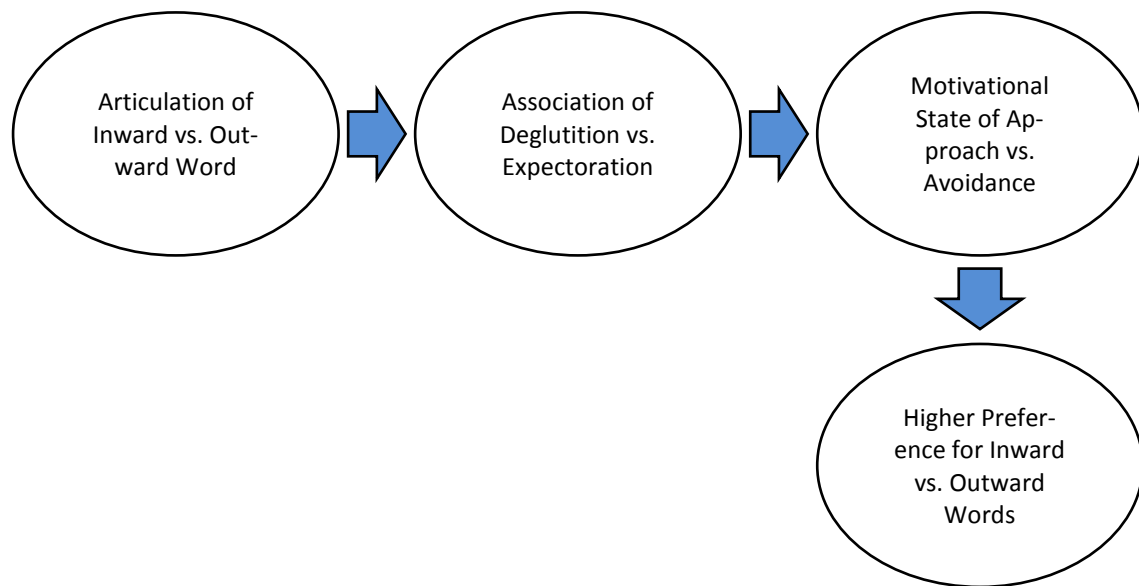 Articulation of
Inward vs. Out-
ward Word
Association of
Deglutition vs.
Expectoration
Motivational
State of Ap-
proach vs.
Avoidance
Higher Prefer-
ence for Inward
vs. Outward
Words